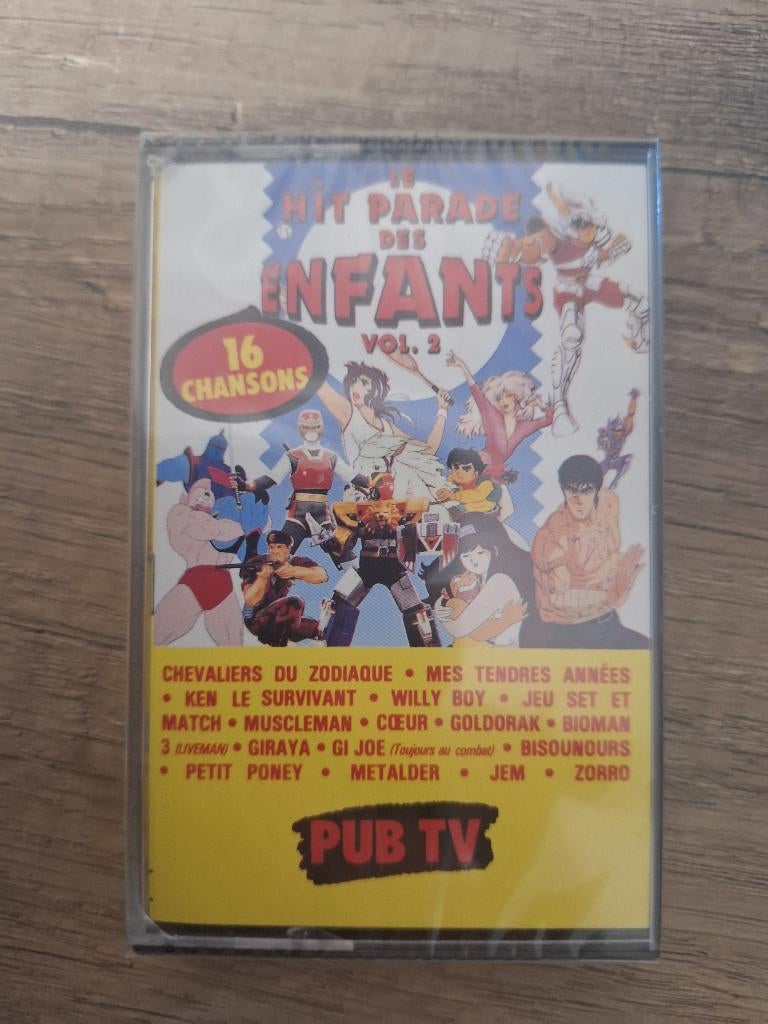 LE
HIT PARADE
DES
ENFANTS
VOL. 2
16
CHANSONS
CHEVALIERS DU ZODIAQUE • MES TENDRES ANNÉES
• KEN LE SURVIVANT • WILLY BOY • JEU SET ET
MATCH • MUSCLEMAN • CŒUR • GOLDORAK • BIOMAN
3 (LIVEMAN) • GIRAYA • GI JOE (Toujours au combat) • BISOUNOURS
• PETIT PONEY • METALDER • JEM • ZORRO
PUB TV